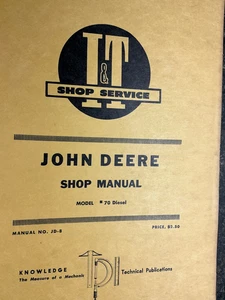 I&T
SHOP SERVICE
JOHN DEERE
SHOP MANUAL
MODEL # 70 Diesel
MANUAL NO. JD-8
PRICE, $1.50
KNOWLEDGE
The Measure of a Mechanic
Technical Publications